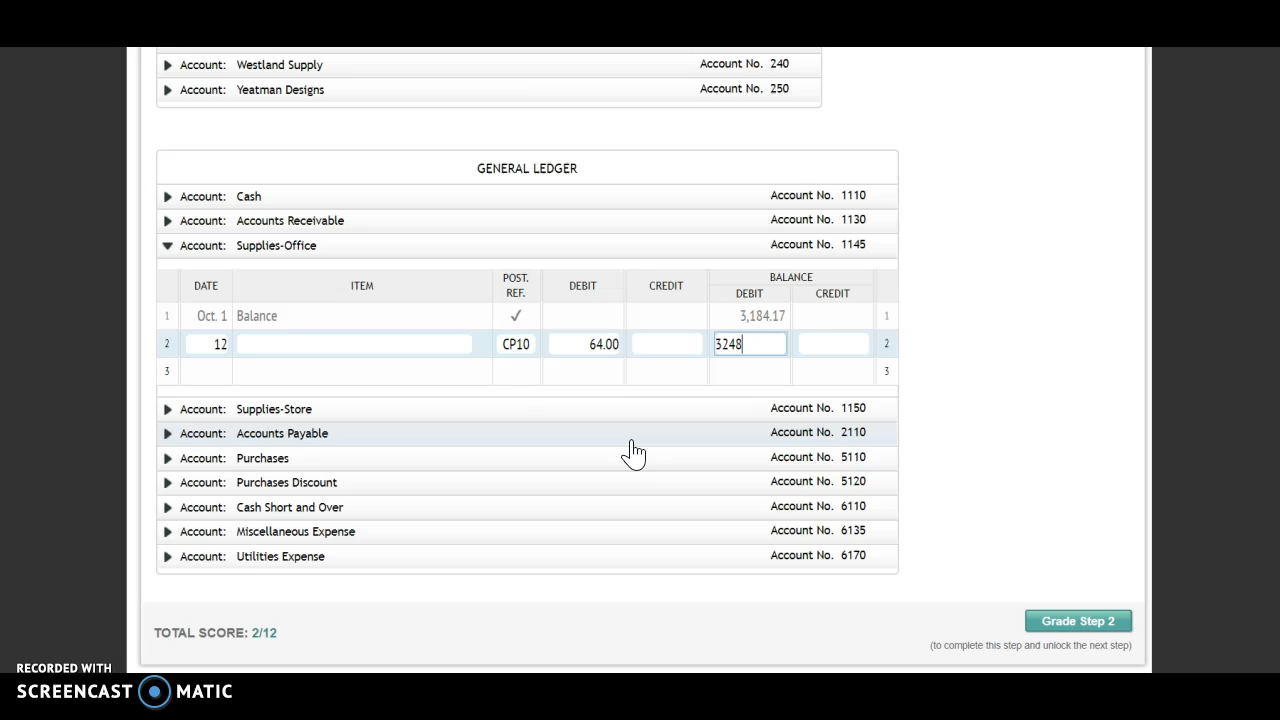 Account: Westland Supply Account No. 240
Account: Yeatman Designs Account No. 250
GENERAL LEDGER
Account: Cash Account No. 1110
Account: Accounts Receivable Account No. 1130
Account: Supplies-Office Account No. 1145
DATE ITEM POST. REF. DEBIT CREDIT BALANCE
DEBIT CREDIT
1 Oct. 1 Balance ✓ 3,184.17 1
2 12 CP10 64.00 3248 2
3 3
Account: Supplies-Store Account No. 1150
Account: Accounts Payable Account No. 2110
Account: Purchases Account No. 5110
Account: Purchases Discount Account No. 5120
Account: Cash Short and Over Account No. 6110
Account: Miscellaneous Expense Account No. 6135
Account: Utilities Expense Account No. 6170
TOTAL SCORE: 2/12 Grade Step 2
(to complete this step and unlock the next step)
RECORDED WITH
SCREENCAST MATIC